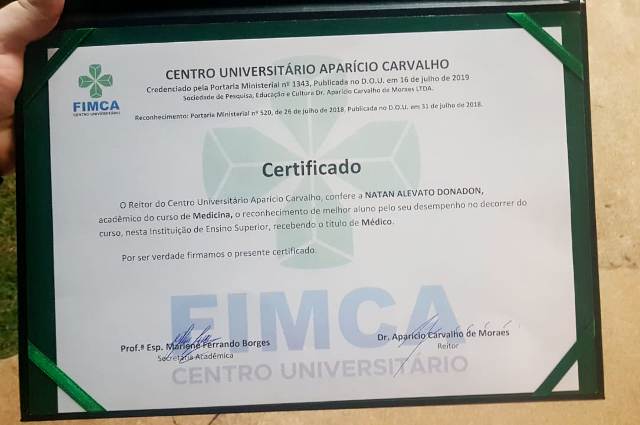 FIMCA
CENTRO UNIVERSITÁRIO
CENTRO UNIVERSITÁRIO APARÍCIO CARVALHO
Credenciado pela Portaria Ministerial nº 1343, Publicada no D.O.U. em 16 de julho de 2019
Sociedade de Pesquisa, Educação e Cultura Dr. Aparício Carvalho de Moraes LTDA.
Reconhecimento: Portaria Ministerial nº 520, de 26 de julho de 2018, Publicada no D.O.U. em 31 de julho de 2018.
Certificado
O Reitor do Centro Universitário Aparício Carvalho, confere a NATAN ALEVATO DONADON,
acadêmico do curso de Medicina, o reconhecimento de melhor aluno pelo seu desempenho no decorrer do
curso, nesta Instituição de Ensino Superior, recebendo o título de Médico.
Por ser verdade firmamos o presente certificado.
FIMCA
CENTRO UNIVERSITÁRIO
Prof.ª Esp. Marlene Ferrando Borges
Secretária Acadêmica
Dr. Aparício Carvalho de Moraes
Reitor